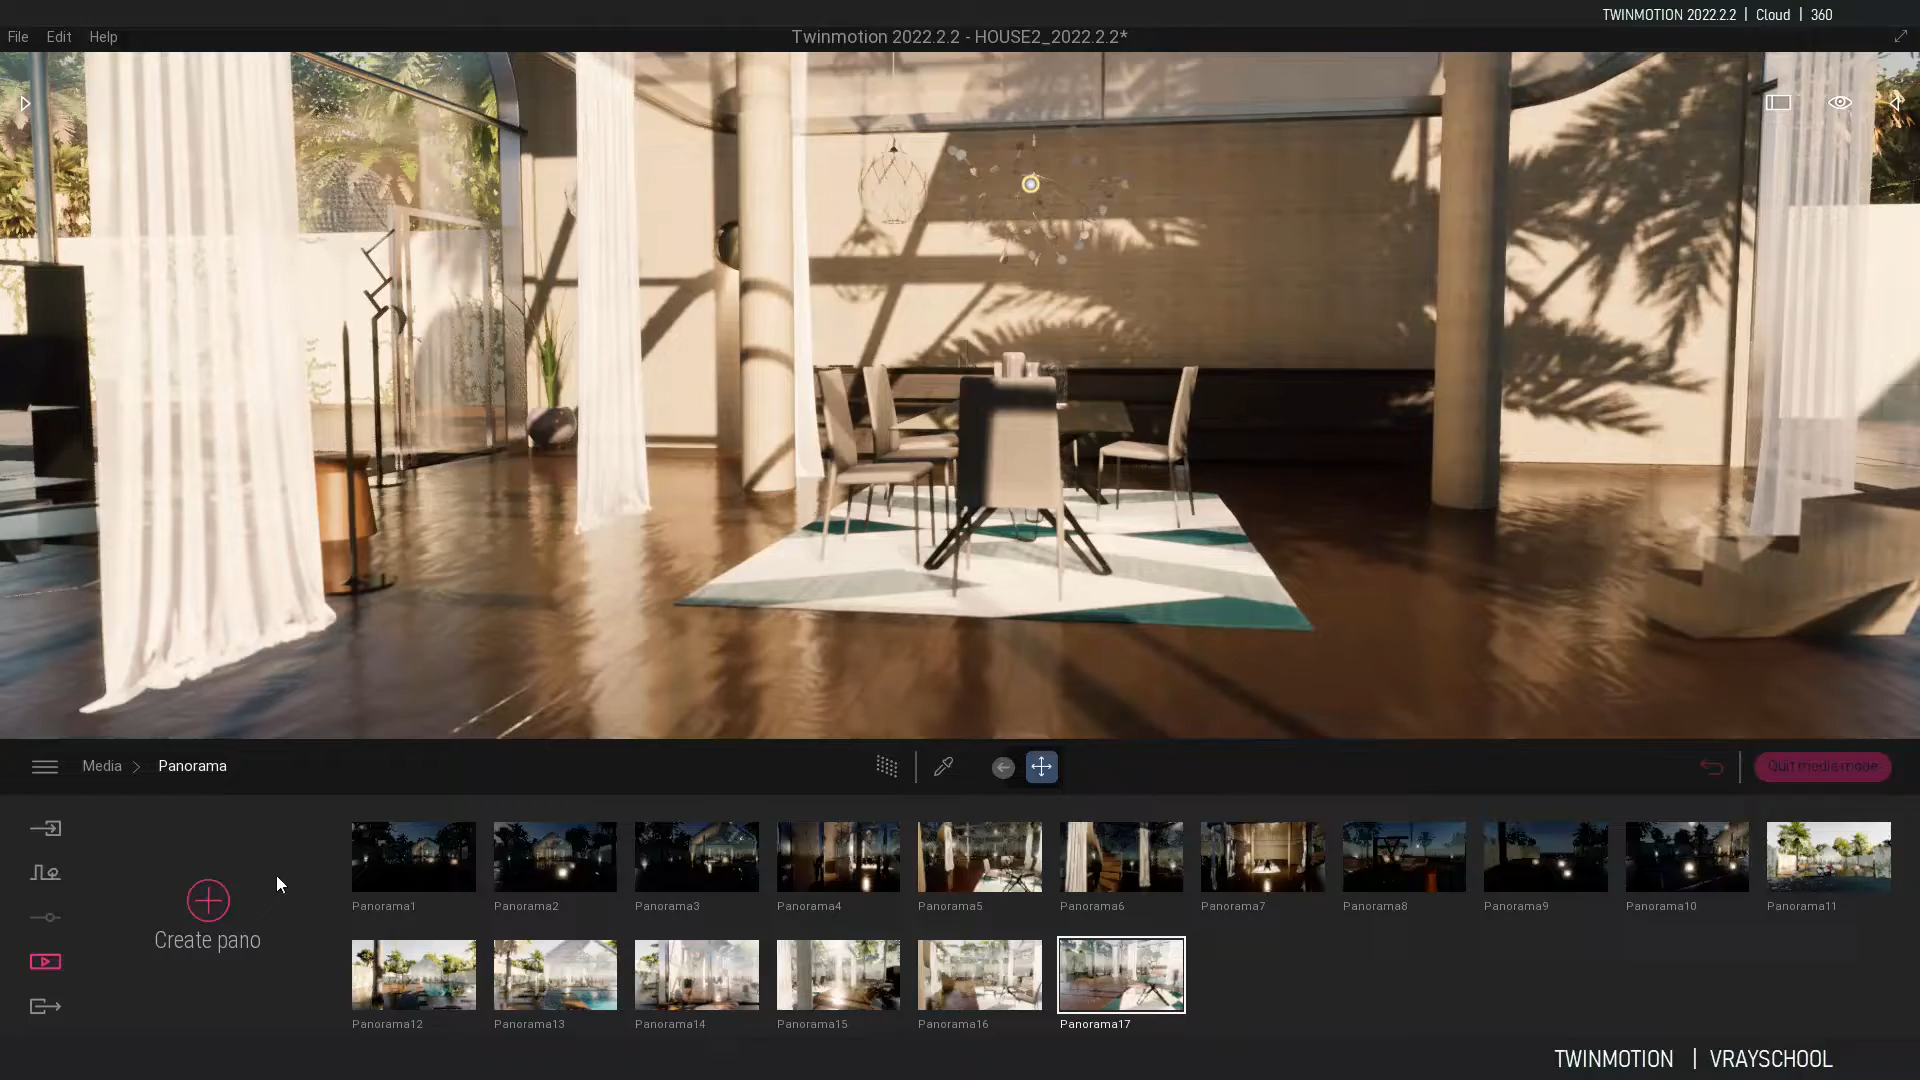 TWINMOTION 2022.2.2 | Cloud | 360
File Edit Help
Twinmotion 2022.2.2 - HOUSE2_2022.2.2*
Media > Panorama
Quit media mode
Create pano
Panorama1 Panorama2 Panorama3 Panorama4 Panorama5 Panorama6 Panorama7 Panorama8 Panorama9 Panorama10 Panorama11
Panorama12 Panorama13 Panorama14 Panorama15 Panorama16 Panorama17
TWINMOTION | VRAYSCHOOL